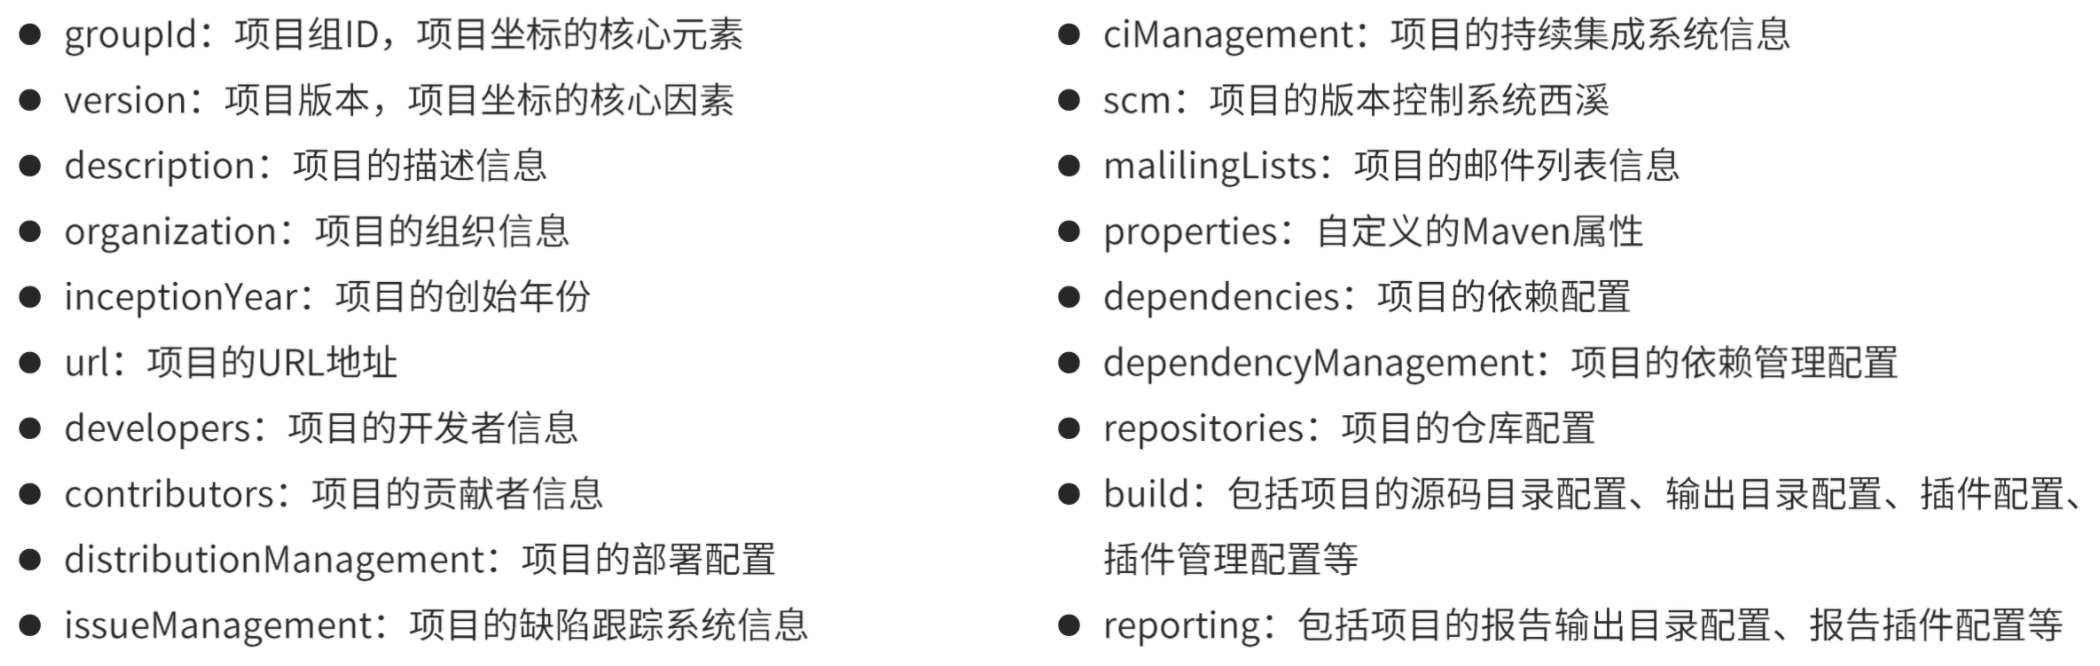 ● groupId：项目组ID，项目坐标的核心元素
● version：项目版本，项目坐标的核心因素
● description：项目的描述信息
● organization：项目的组织信息
● inceptionYear：项目的创始年份
● url：项目的URL地址
● developers：项目的开发者信息
● contributors：项目的贡献者信息
● distributionManagement：项目的部署配置
● issueManagement：项目的缺陷跟踪系统信息
● ciManagement：项目的持续集成系统信息
● scm：项目的版本控制系统西溪
● malilingLists：项目的邮件列表信息
● properties：自定义的Maven属性
● dependencies：项目的依赖配置
● dependencyManagement：项目的依赖管理配置
● repositories：项目的仓库配置
● build：包括项目的源码目录配置、输出目录配置、插件配置、
插件管理配置等
● reporting：包括项目的报告输出目录配置、报告插件配置等